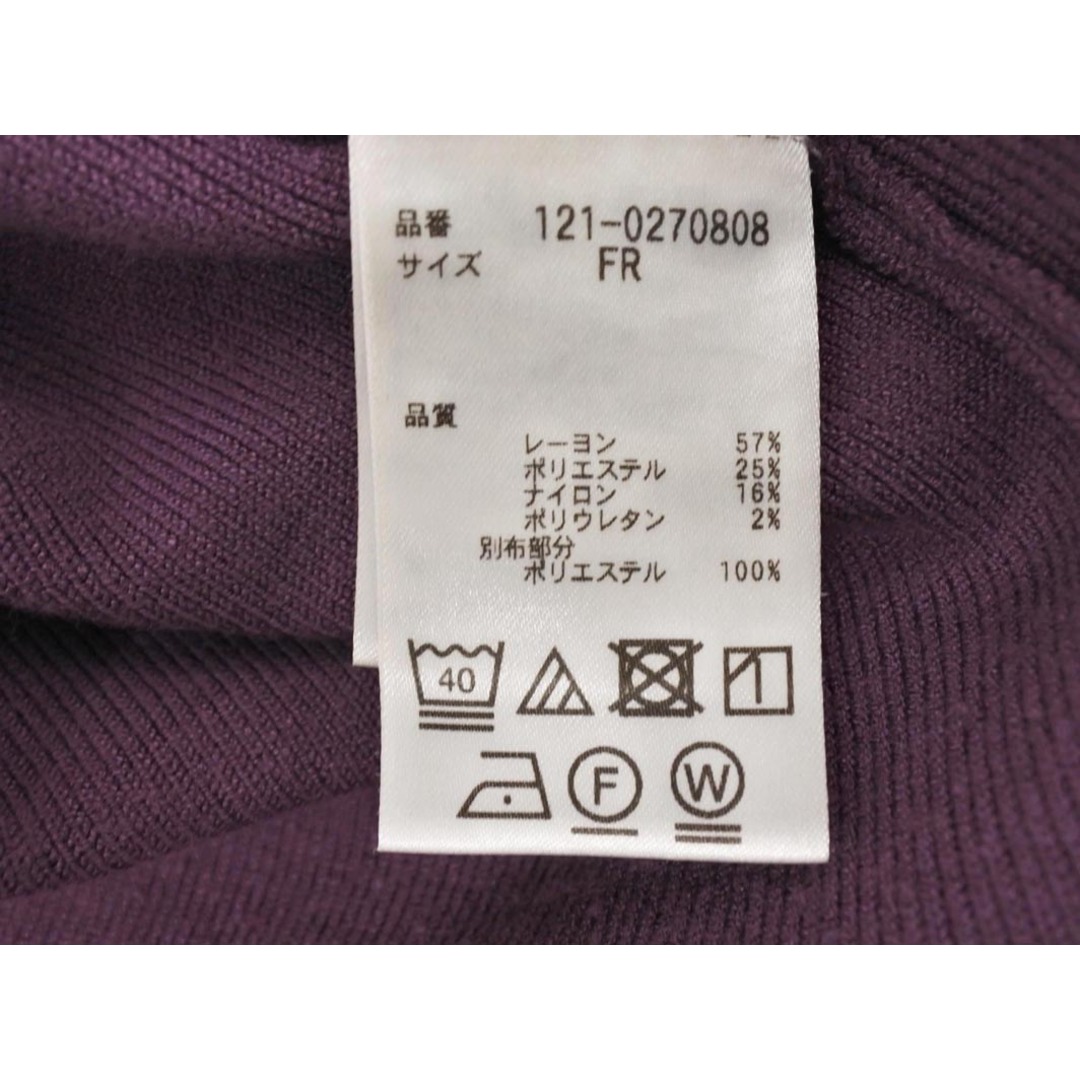 品番 121-0270808
サイズ FR
品質
レーヨン 57%
ポリエステル 25%
ナイロン 16%
ポリウレタン 2%
別布部分
ポリエステル 100%
40
F W